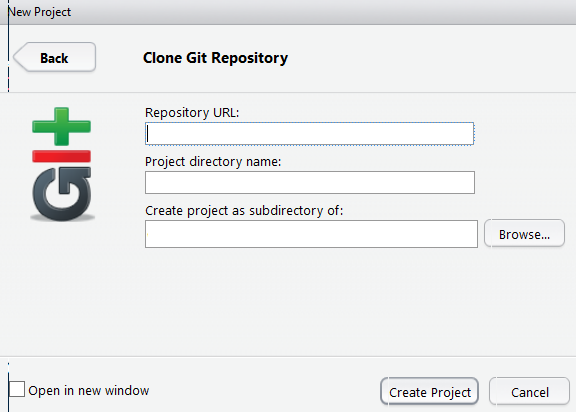 New Project
Back
Clone Git Repository
Repository URL:
Project directory name:
Create project as subdirectory of:
Browse...
Open in new window
Create Project
Cancel